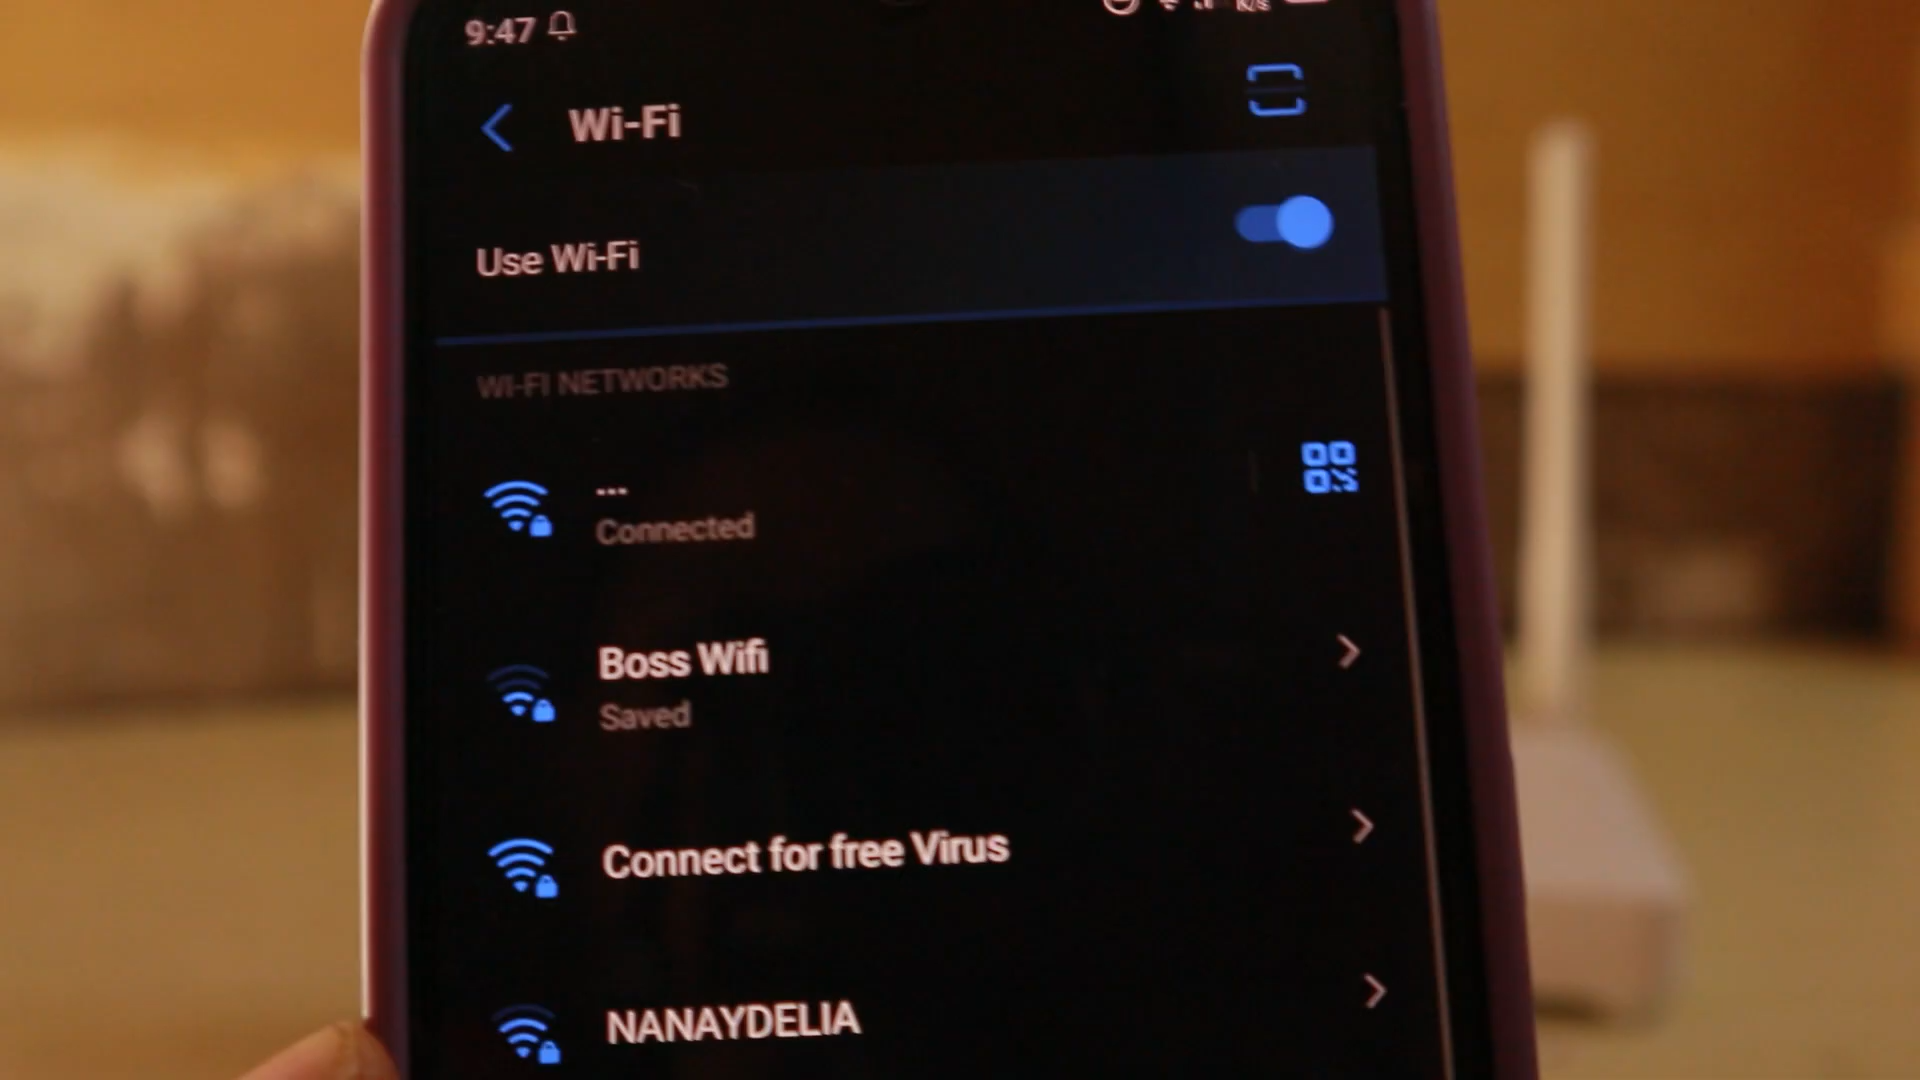 9:47
K/s
Wi-Fi
Use Wi-Fi
WI-FI NETWORKS
...
Connected
Boss Wifi
Saved
Connect for free Virus
NANAYDELIA